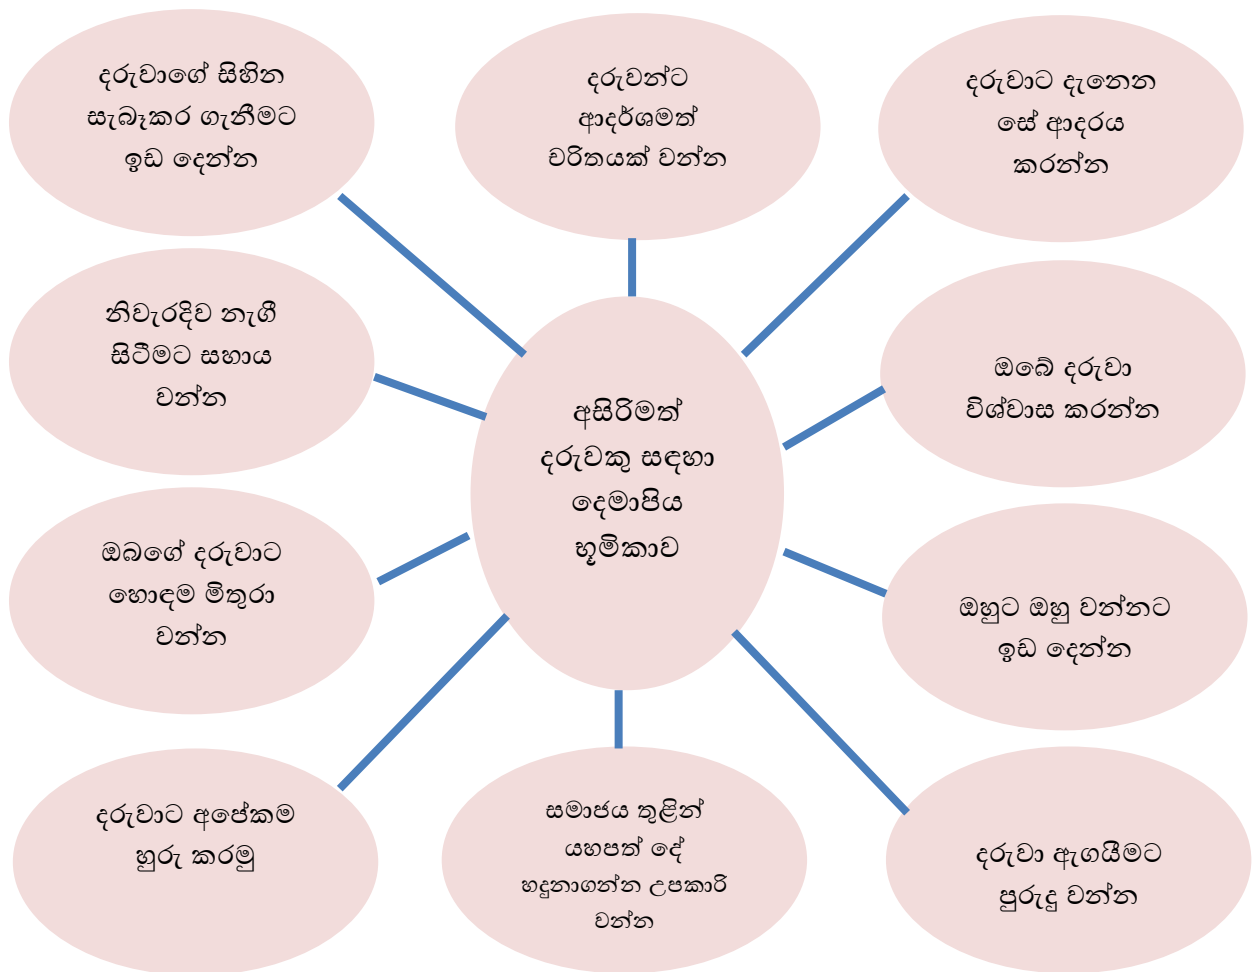 දරුවාගේ සිහින
සැබෑකර ගැනීමට
ඉඩ දෙන්න
දරුවන්ට
ආදර්ශමත්
චරිතයක් වන්න
දරුවාට දැනෙන
සේ ආදරය
කරන්න
නිවැරදිව නැගී
සිටීමට සහාය
වන්න
ඔබේ දරුවා
විශ්වාස කරන්න
අසිරිමත්
දරුවකු සඳහා
දෙමාපිය
භූමිකාව
ඔබගේ දරුවාට
හොඳම මිතුරා
වන්න
ඔහුට ඔහු වන්නට
ඉඩ දෙන්න
දරුවාට අපේකම
හුරු කරමු
සමාජය තුළින්
යහපත් දේ
හදුනාගන්න උපකාරි
වන්න
දරුවා ඇගයීමට
පුරුදු වන්න